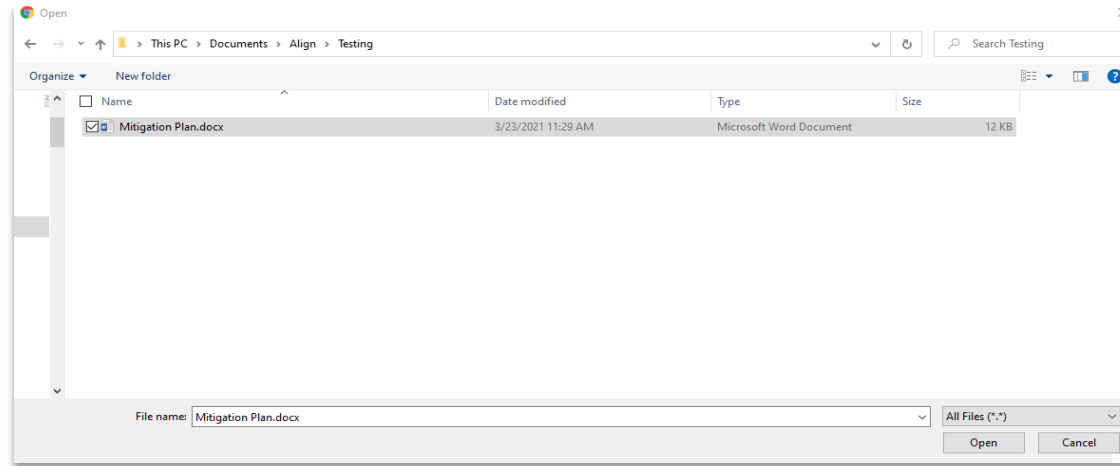 Open
This PC > Documents > Align > Testing
Search Testing
Organize
New folder
Name
Date modified
Type
Size
Mitigation Plan.docx
3/23/2021 11:29 AM
Microsoft Word Document
12 KB
File name:
Mitigation Plan.docx
All Files (*.*)
Open
Cancel